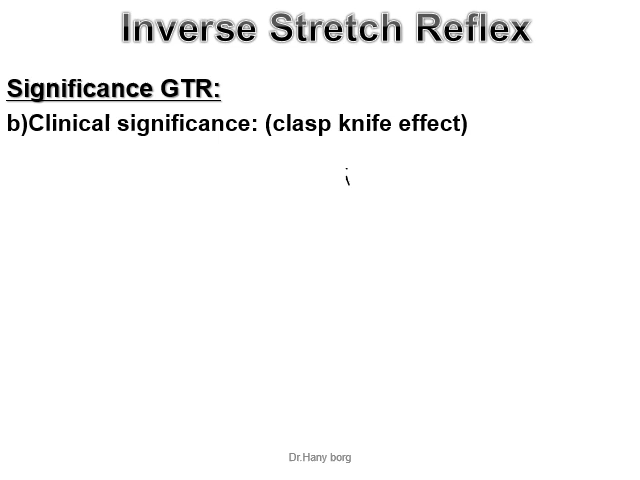 Inverse Stretch Reflex
Significance GTR:
b)Clinical significance: (clasp knife effect)
Dr.Hany borg